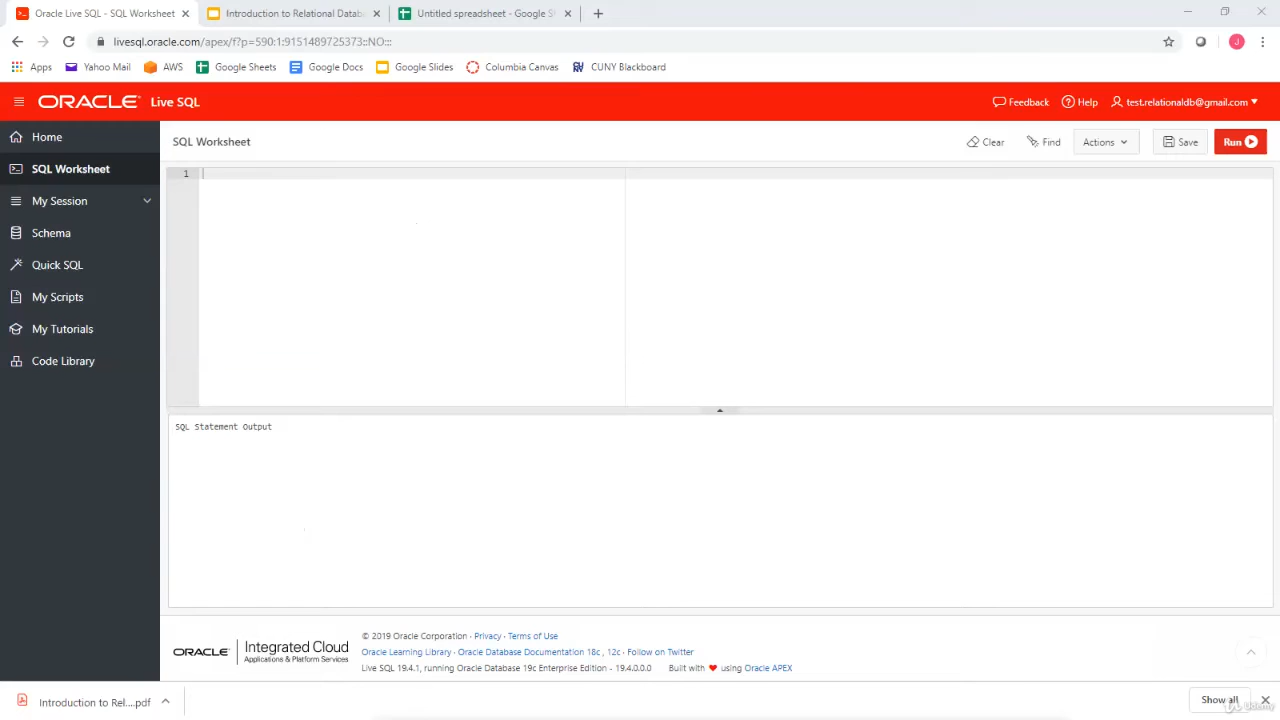 Oracle Live SQL - SQL Worksheet
Introduction to Relational Datab
Untitled spreadsheet - Google S
livesql.oracle.com/apex/f?p=590:1:9151489725373::NO:::
J
Apps
Yahoo Mail
AWS
Google Sheets
Google Docs
Google Slides
Columbia Canvas
CUNY Blackboard
ORACLE Live SQL
Feedback
Help
test.relationaldb@gmail.com
Home
SQL Worksheet
My Session
Schema
Quick SQL
My Scripts
My Tutorials
Code Library
SQL Worksheet
Clear
Find
Actions
Save
Run
1
SQL Statement Output
ORACLE
Integrated Cloud
Applications & Platform Services
© 2019 Oracle Corporation · Privacy · Terms of Use
Oracle Learning Library · Oracle Database Documentation 18c , 12c · Follow on Twitter
Live SQL 19.4.1, running Oracle Database 19c Enterprise Edition - 19.4.0.0.0 Built with ♥ using Oracle APEX
Introduction to Rel....pdf
Show all
Udemy